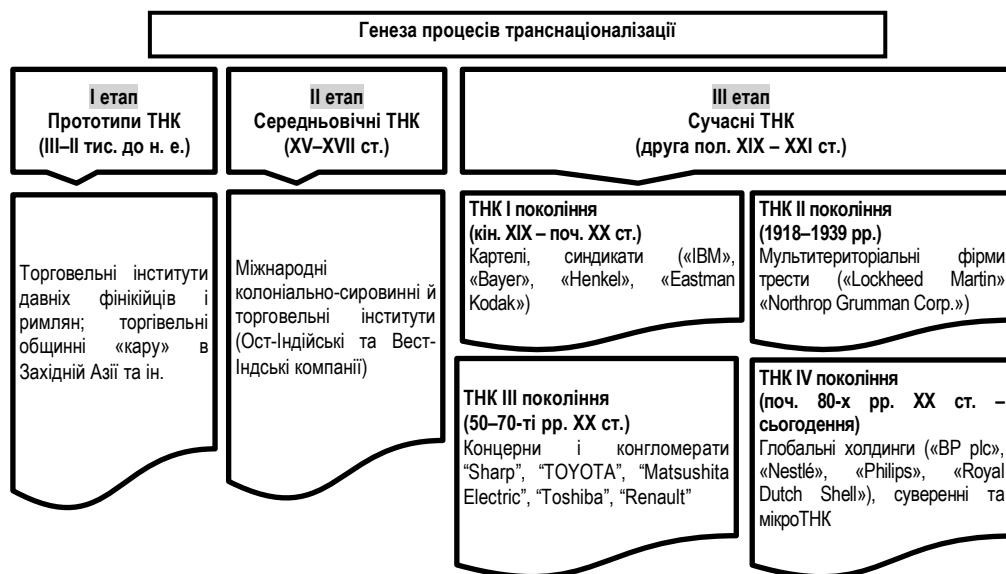 Генеза процесів транснаціоналізації
І етап
Прототипи ТНК
(III–II тис. до н. е.)
ІІ етап
Середньовічні ТНК
(XV–XVII ст.)
ІІІ етап
Сучасні ТНК
(друга пол. ХІХ – ХХІ ст.)
Торговельні інститути
давніх фінікійців і
римлян; торгівельні
общинні «кару» в
Західній Азії та ін.
Міжнародні
колоніально-сировинні й
торговельні інститути
(Ост-Індійські та Вест-
Індські компанії)
ТНК І покоління
(кін. ХІХ – поч. ХХ ст.)
Картелі, синдикати («IBM»,
«Bayer», «Henkel», «Eastman
Kodak»)
ТНК ІІ покоління
(1918–1939 рр.)
Мультитериторіальні фірми
трести («Lockheed Martin»
«Northrop Grumman Corp.»)
ТНК ІІІ покоління
(50–70-ті рр. ХХ ст.)
Концерни і конгломерати
“Sharp”, “TOYOTA”, “Matsushita
Electric”, “Toshiba”, “Renault”
ТНК IV покоління
(поч. 80-х рр. ХХ ст. –
сьогодення)
Глобальні холдинги («BP plc»,
«Nestlé», «Philips», «Royal
Dutch Shell»), суверенні та
мікроТНК